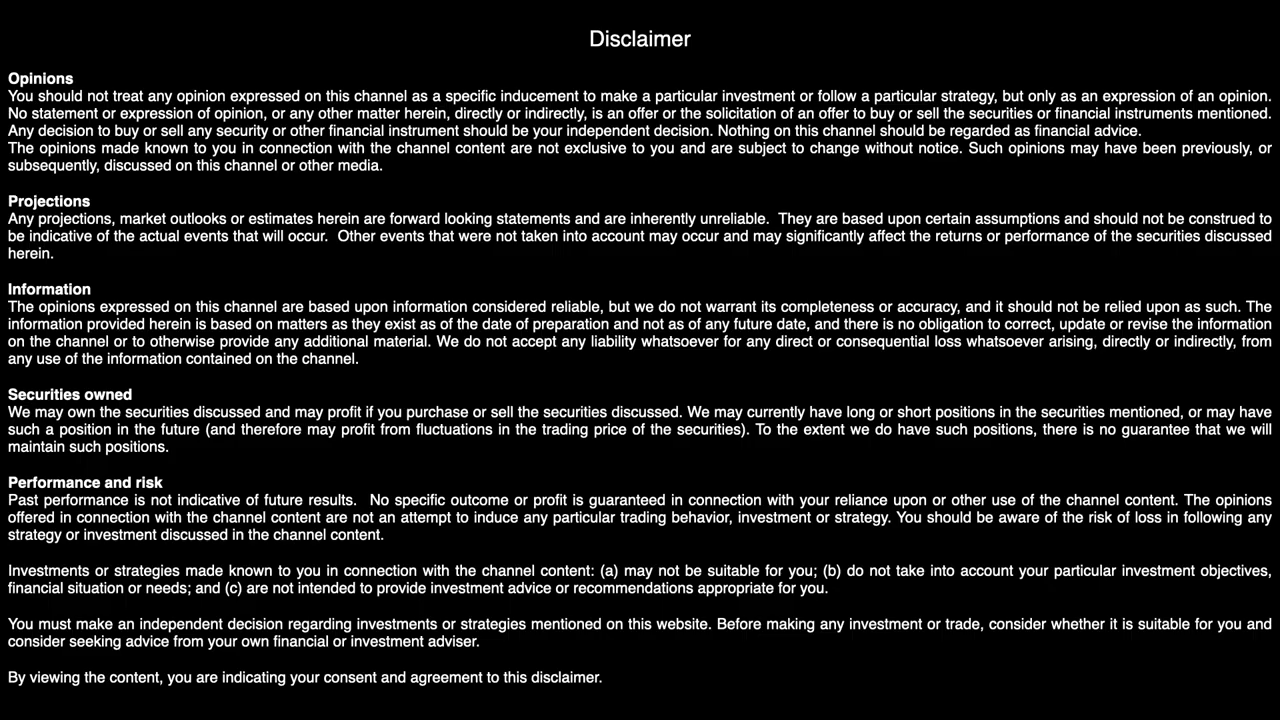 Disclaimer
Opinions
You should not treat any opinion expressed on this channel as a specific inducement to make a particular investment or follow a particular strategy, but only as an expression of an opinion.
No statement or expression of opinion, or any other matter herein, directly or indirectly, is an offer or the solicitation of an offer to buy or sell the securities or financial instruments mentioned.
Any decision to buy or sell any security or other financial instrument should be your independent decision. Nothing on this channel should be regarded as financial advice.
The opinions made known to you in connection with the channel content are not exclusive to you and are subject to change without notice. Such opinions may have been previously, or
subsequently, discussed on this channel or other media.
Projections
Any projections, market outlooks or estimates herein are forward looking statements and are inherently unreliable.  They are based upon certain assumptions and should not be construed to
be indicative of the actual events that will occur.  Other events that were not taken into account may occur and may significantly affect the returns or performance of the securities discussed
herein.
Information
The opinions expressed on this channel are based upon information considered reliable, but we do not warrant its completeness or accuracy, and it should not be relied upon as such. The
information provided herein is based on matters as they exist as of the date of preparation and not as of any future date, and there is no obligation to correct, update or revise the information
on the channel or to otherwise provide any additional material. We do not accept any liability whatsoever for any direct or consequential loss whatsoever arising, directly or indirectly, from
any use of the information contained on the channel.
Securities owned
We may own the securities discussed and may profit if you purchase or sell the securities discussed. We may currently have long or short positions in the securities mentioned, or may have
such a position in the future (and therefore may profit from fluctuations in the trading price of the securities). To the extent we do have such positions, there is no guarantee that we will
maintain such positions.
Performance and risk
Past performance is not indicative of future results.  No specific outcome or profit is guaranteed in connection with your reliance upon or other use of the channel content. The opinions
offered in connection with the channel content are not an attempt to induce any particular trading behavior, investment or strategy. You should be aware of the risk of loss in following any
strategy or investment discussed in the channel content.
Investments or strategies made known to you in connection with the channel content: (a) may not be suitable for you; (b) do not take into account your particular investment objectives,
financial situation or needs; and (c) are not intended to provide investment advice or recommendations appropriate for you.
You must make an independent decision regarding investments or strategies mentioned on this website. Before making any investment or trade, consider whether it is suitable for you and
consider seeking advice from your own financial or investment adviser.
By viewing the content, you are indicating your consent and agreement to this disclaimer.